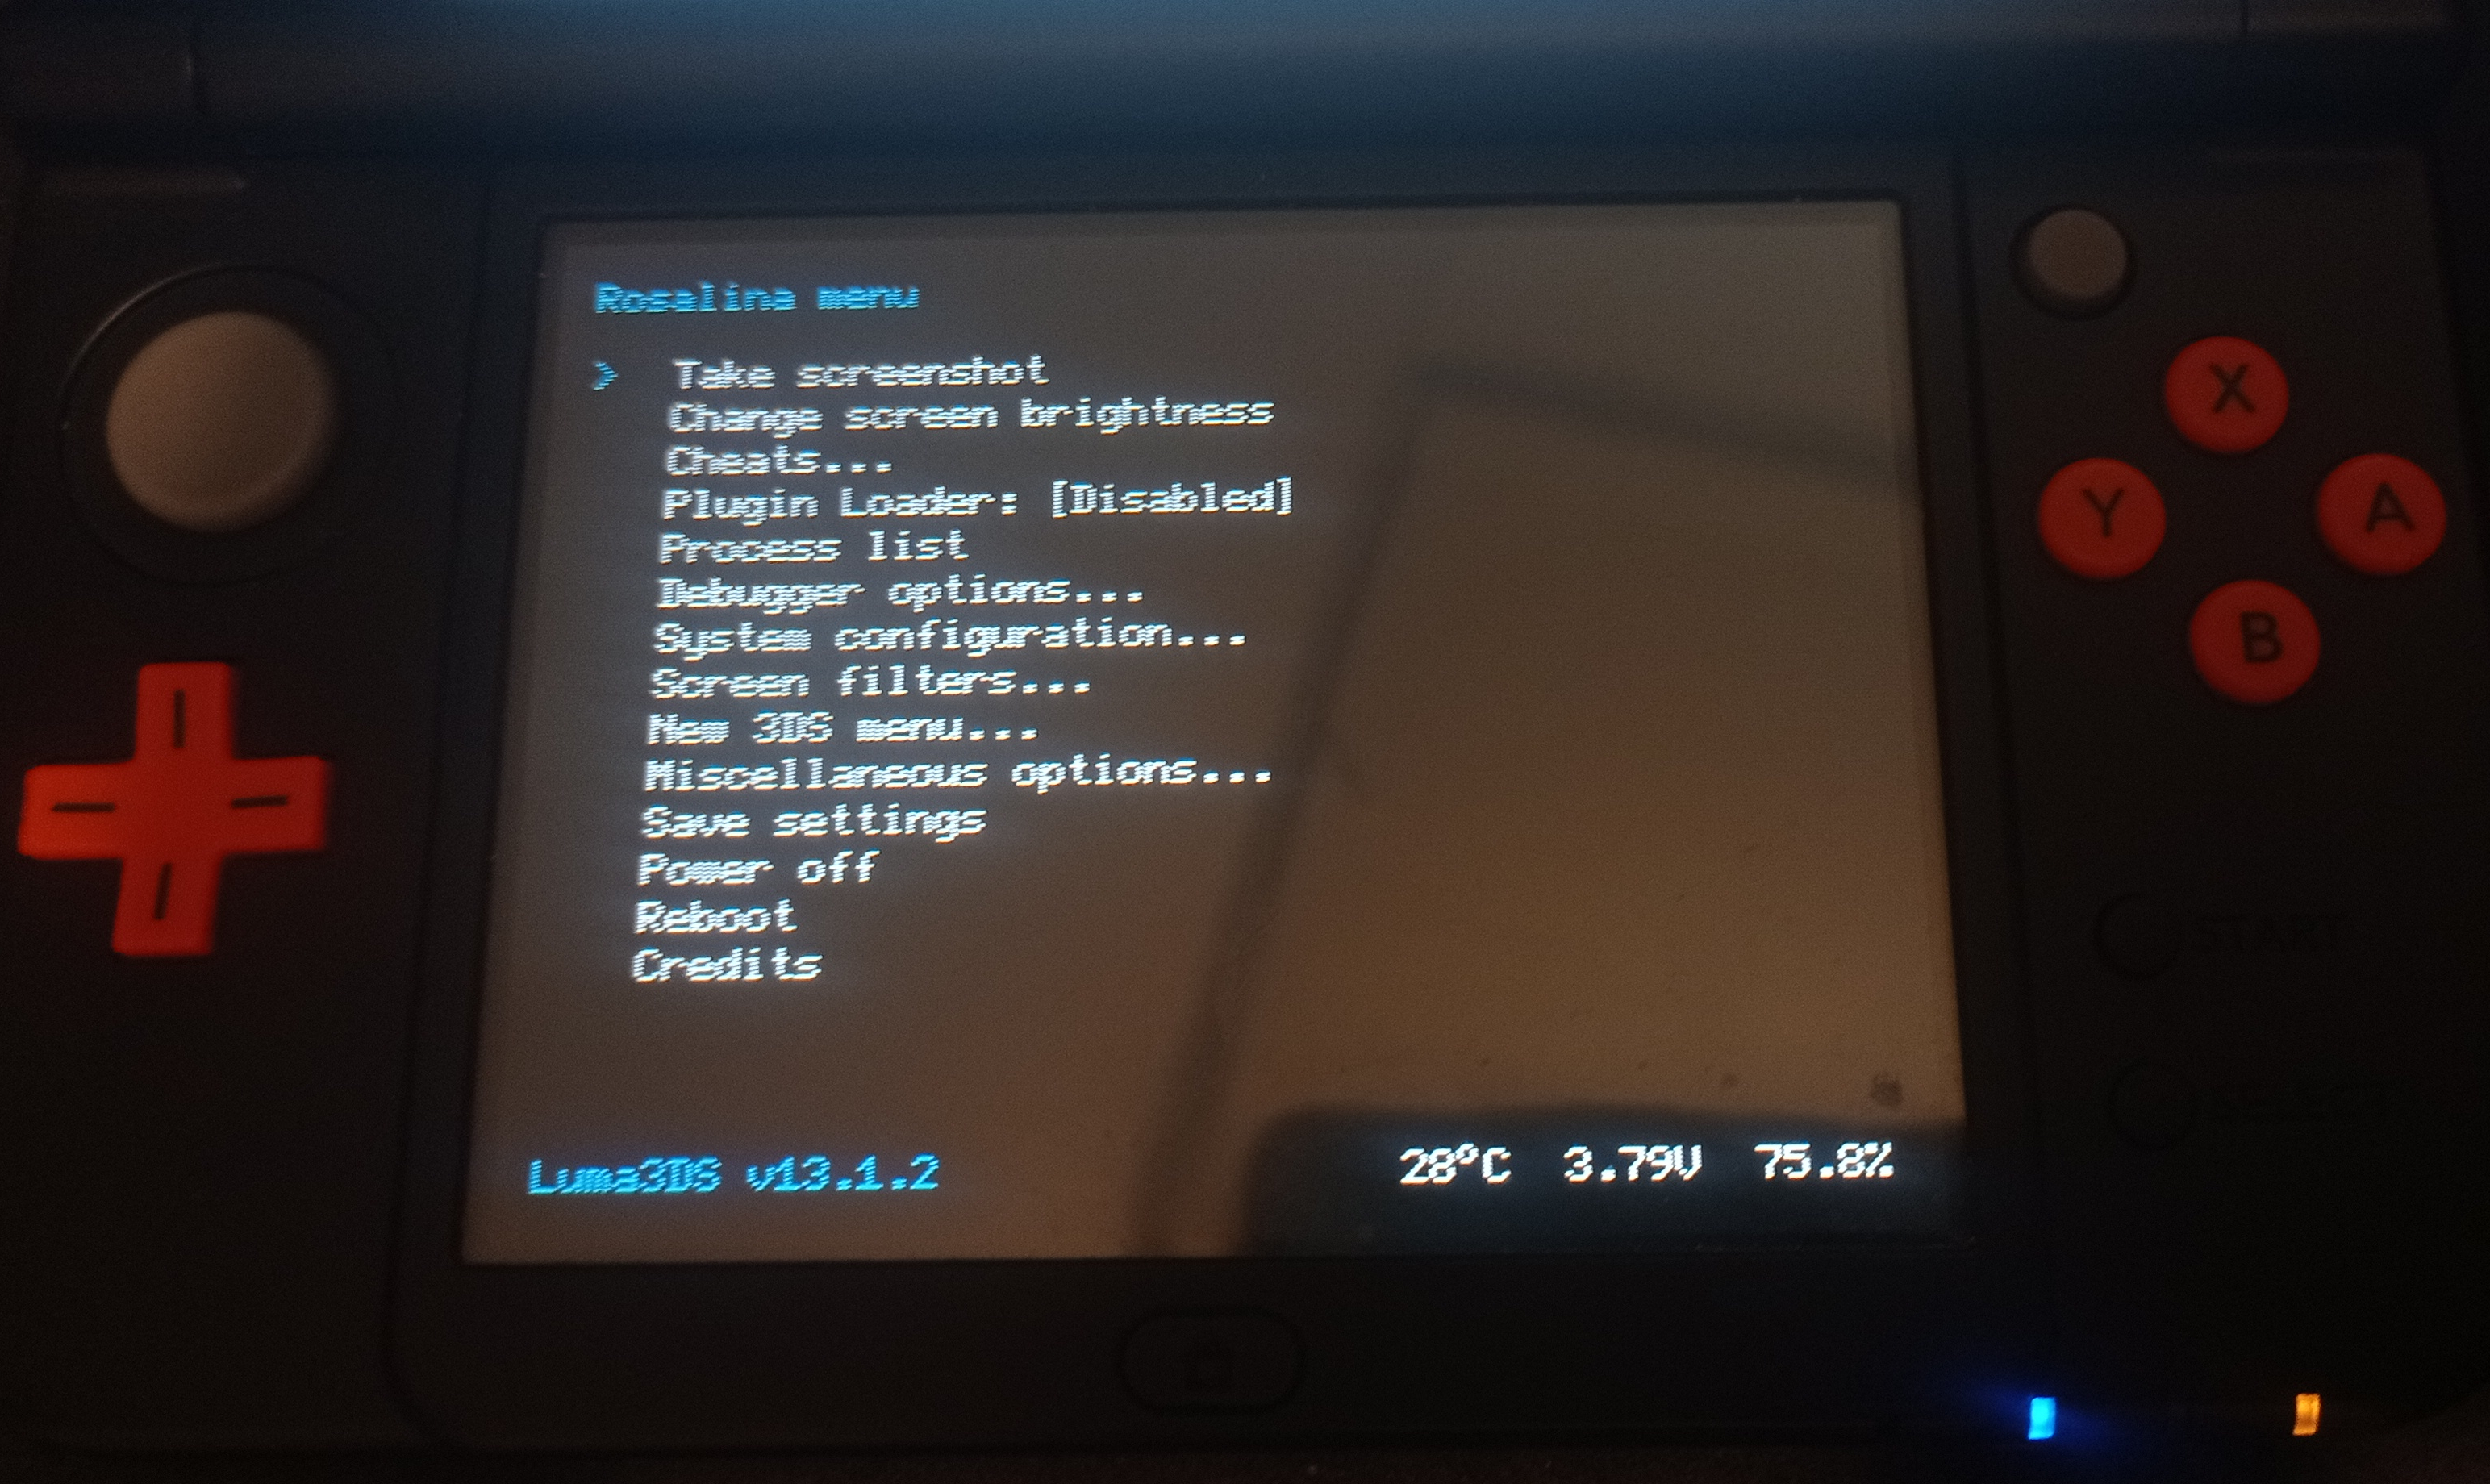 Rosalina menu
> Take screenshot
Change screen brightness
Cheats...
Plugin Loader: [Disabled]
Process list
Debugger options...
System configuration...
Screen filters...
New 3DS menu...
Miscellaneous options...
Save settings
Power off
Reboot
Credits
Luma3DS v13.1.2
28°C 3.79V 75.8%
X
Y
A
B
START